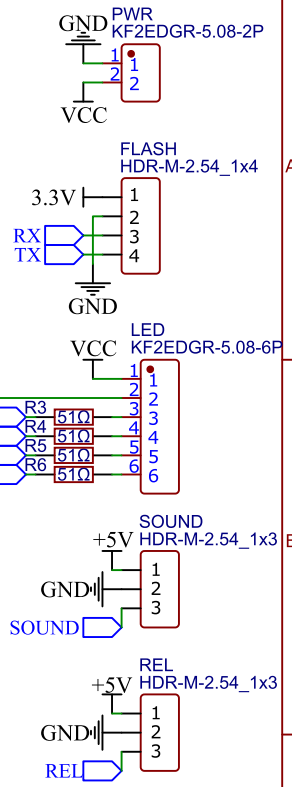 PWR
GND KF2EDGR-5.08-2P
1 1
2 2
VCC
FLASH
HDR-M-2.54_1x4
3.3V 1
2
RX 3
TX 4
GND
LED
VCC KF2EDGR-5.08-6P
1 1
2 2
R3 51Ω 3 3
R4 51Ω 4 4
R5 51Ω 5 5
R6 51Ω 6 6
SOUND
+5V HDR-M-2.54_1x3
1
GND 2
SOUND 3
REL
+5V HDR-M-2.54_1x3
1
GND 2
REL 3